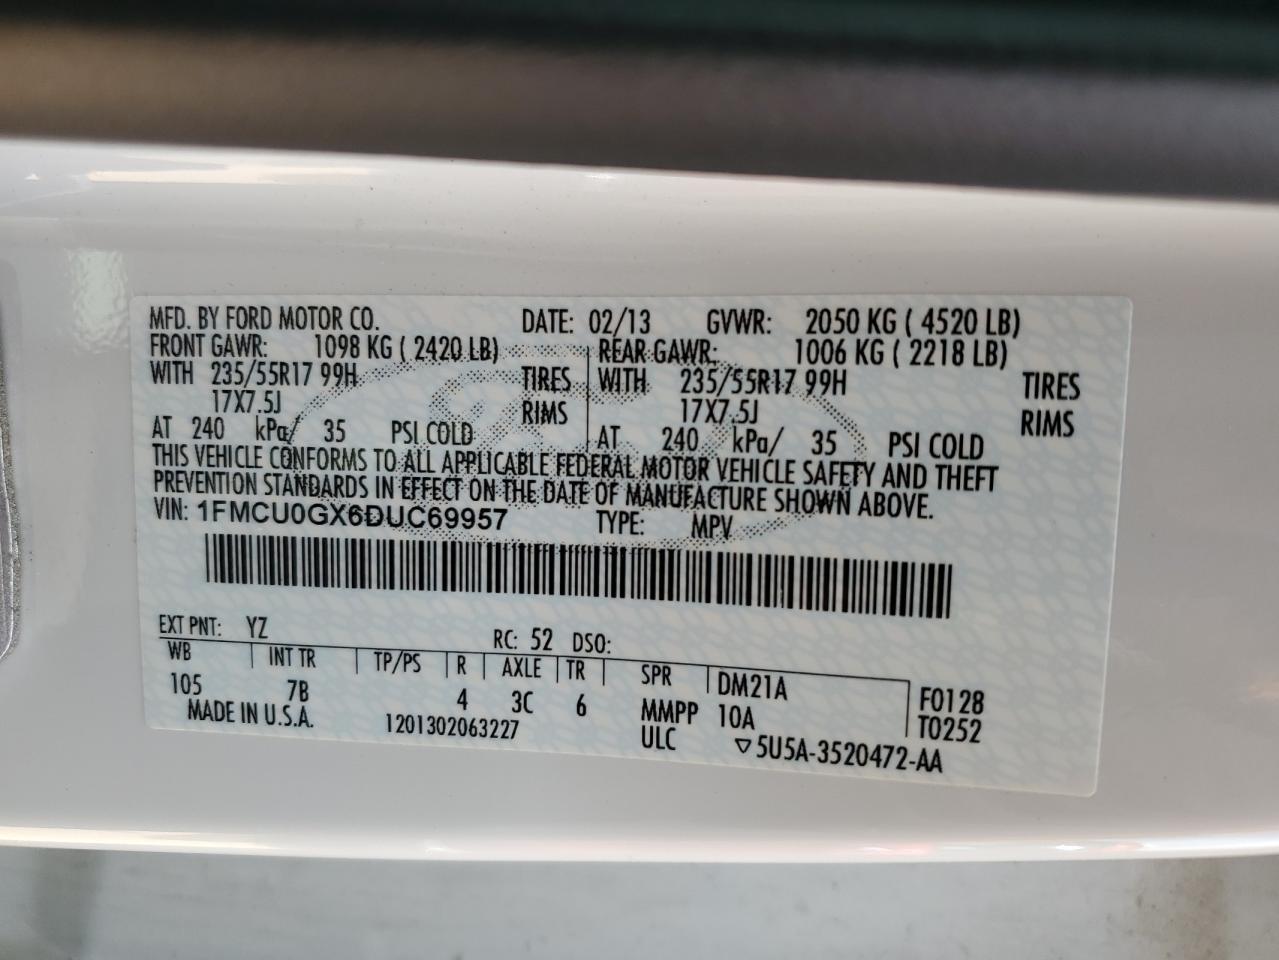 MFD. BY FORD MOTOR CO. DATE: 02/13 GVWR: 2050 KG ( 4520 LB)
FRONT GAWR: 1098 KG ( 2420 LB) REAR GAWR: 1006 KG ( 2218 LB)
WITH 235/55R17 99H TIRES WITH 235/55R17 99H TIRES
17X7.5J RIMS 17X7.5J RIMS
AT 240 kPa/ 35 PSI COLD AT 240 kPa/ 35 PSI COLD
THIS VEHICLE CONFORMS TO ALL APPLICABLE FEDERAL MOTOR VEHICLE SAFETY AND THEFT
PREVENTION STANDARDS IN EFFECT ON THE DATE OF MANUFACTURE SHOWN ABOVE.
VIN: 1FMCU0GX6DUC69957 TYPE: MPV
EXT PNT: YZ RC: 52 DSO:
WB INT TR TP/PS R AXLE TR SPR DM21A F0128
105 7B 4 3C 6 MMPP 10A T0252
MADE IN U.S.A. 1201302063227 ULC ▽5U5A-3520472-AA